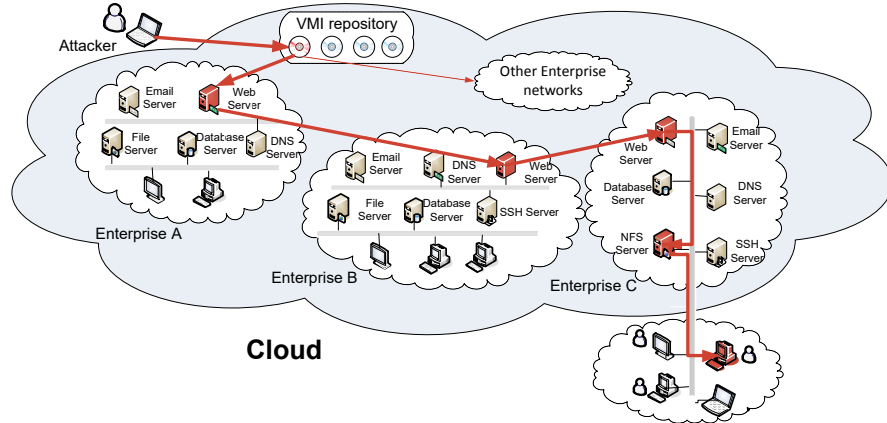 VMI repository
Attacker
Other Enterprise
networks
Email
Server
Web
Server
File
Server
Database
Server
DNS
Server
Enterprise A
Email
Server
DNS
Server
Web
Server
File
Server
Database
Server
SSH Server
Enterprise B
Web
Server
Email
Server
Database
Server
DNS
Server
NFS
Server
SSH
Server
Enterprise C
Cloud